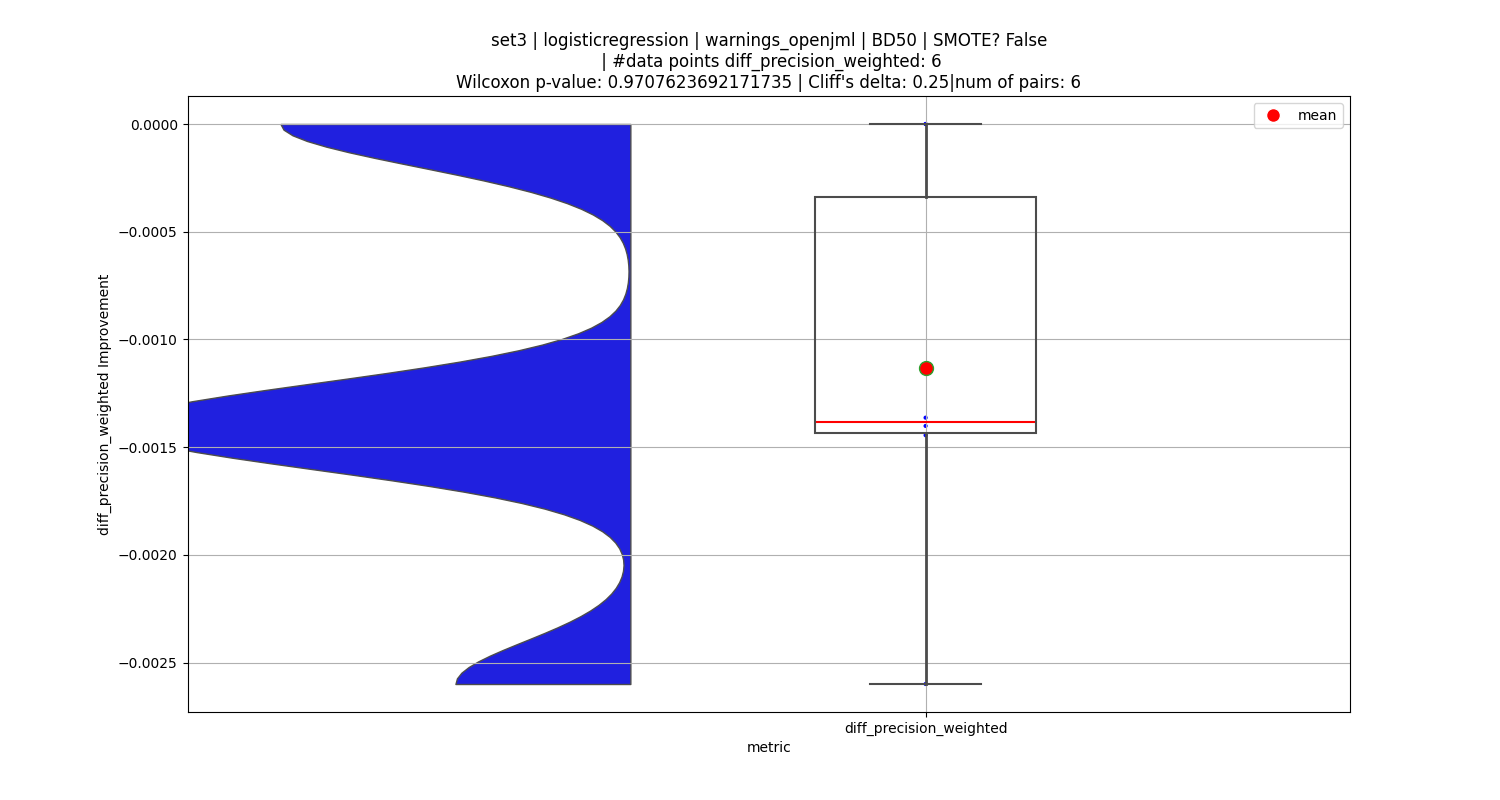 set3 | logisticregression | warnings_openjml | BD50 | SMOTE? False
| #data points diff_precision_weighted: 6
Wilcoxon p-value: 0.9707623692171735 | Cliff's delta: 0.25|num of pairs: 6
mean
0.0000
−0.0005
−0.0010
−0.0015
−0.0020
−0.0025
diff_precision_weighted Improvement
diff_precision_weighted
metric